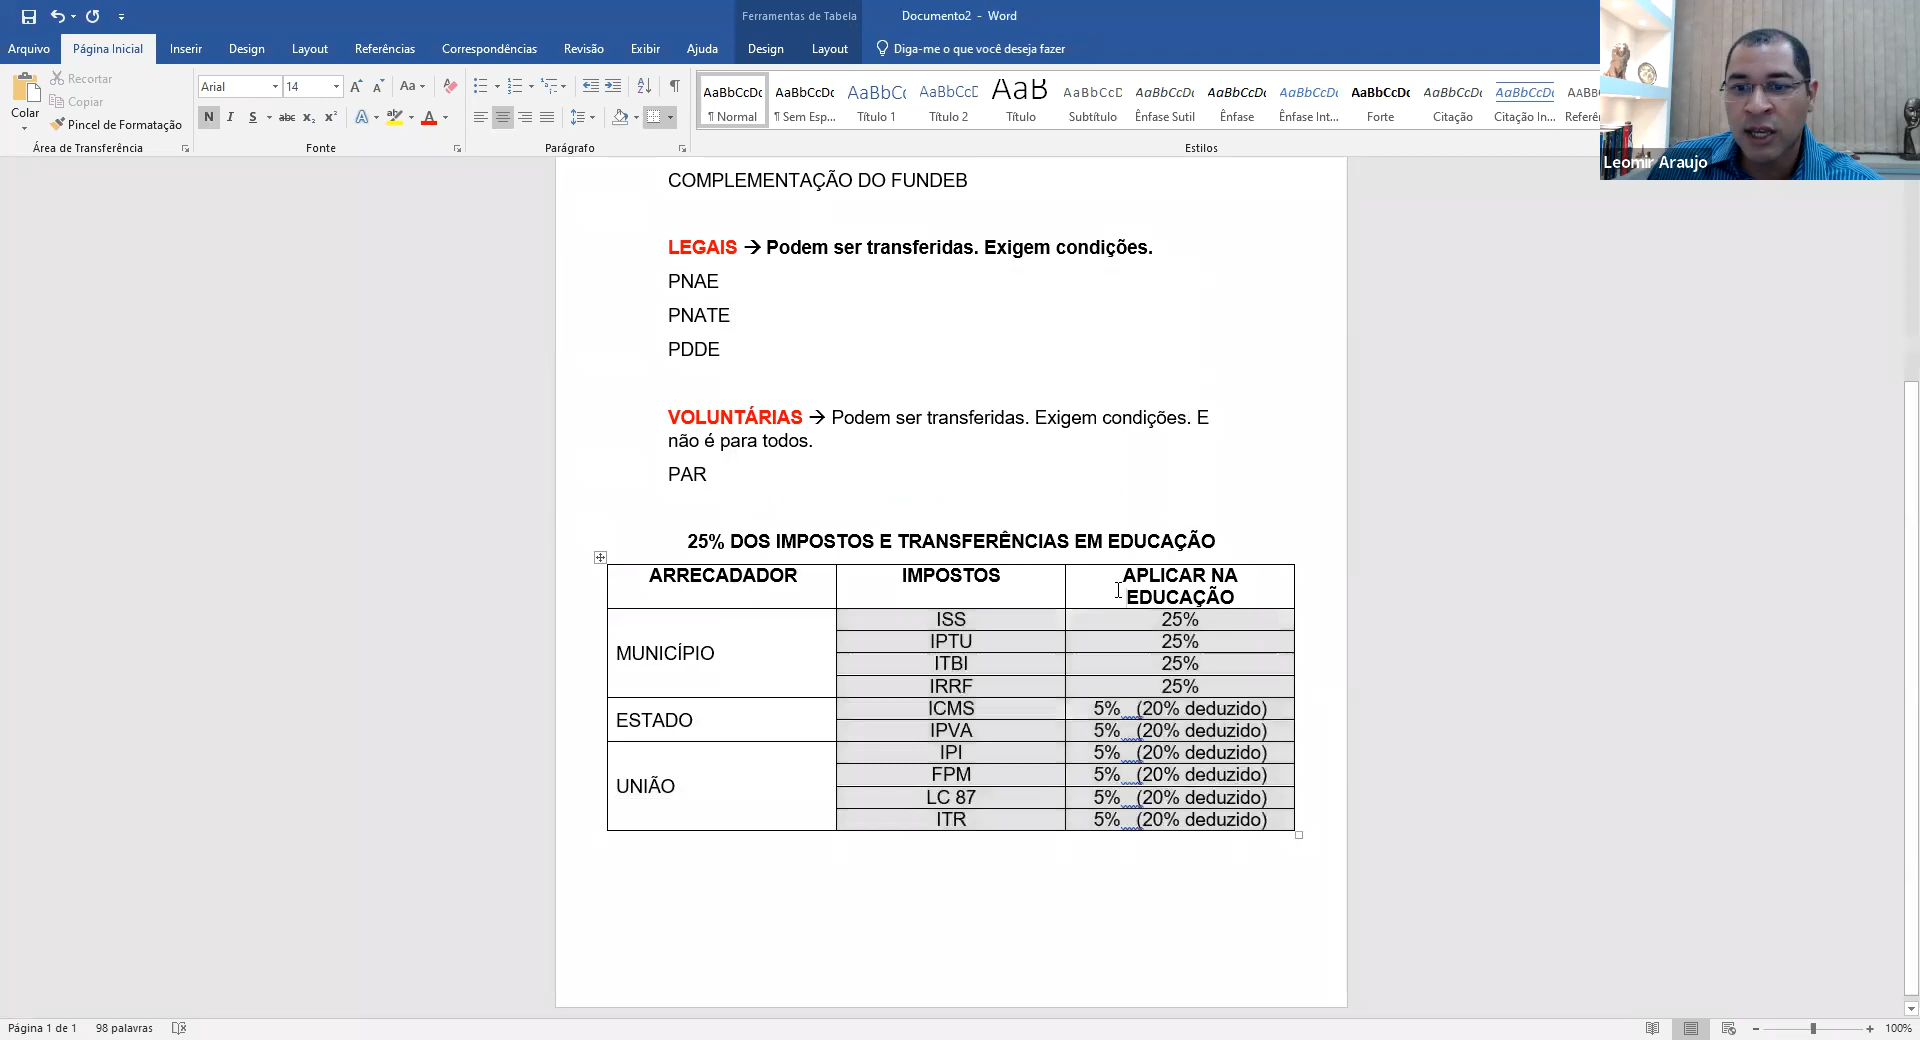 Ferramentas de Tabela
Documento2 - Word
Arquivo
Página Inicial
Inserir
Design
Layout
Referências
Correspondências
Revisão
Exibir
Ajuda
Design
Layout
Diga-me o que você deseja fazer
Colar
Recortar
Copiar
Pincel de Formatação
Área de Transferência
Arial
14
Aa
N I S abc x₂ x²
Fonte
Parágrafo
AaBbCcDc AaBbCcDc AaBbCc AaBbCcD AaB AaBbCcD AaBbCcDc AaBbCcDc AaBbCcDc AaBbCcDc AaBbCcDc AaBbCcDc AaBB
¶ Normal
¶ Sem Esp...
Título 1
Título 2
Título
Subtítulo
Ênfase Sutil
Ênfase
Ênfase Int...
Forte
Citação
Citação In...
Referê
Estilos
Leomir Araujo
COMPLEMENTAÇÃO DO FUNDEB
LEGAIS → Podem ser transferidas. Exigem condições.
PNAE
PNATE
PDDE
VOLUNTÁRIAS → Podem ser transferidas. Exigem condições. E
não é para todos.
PAR
25% DOS IMPOSTOS E TRANSFERÊNCIAS EM EDUCAÇÃO
ARRECADADOR IMPOSTOS APLICAR NA
EDUCAÇÃO
MUNICÍPIO
ISS 25%
IPTU 25%
ITBI 25%
IRRF 25%
ESTADO
ICMS 5% (20% deduzido)
IPVA 5% (20% deduzido)
UNIÃO
IPI 5% (20% deduzido)
FPM 5% (20% deduzido)
LC 87 5% (20% deduzido)
ITR 5% (20% deduzido)
Página 1 de 1
98 palavras
100%